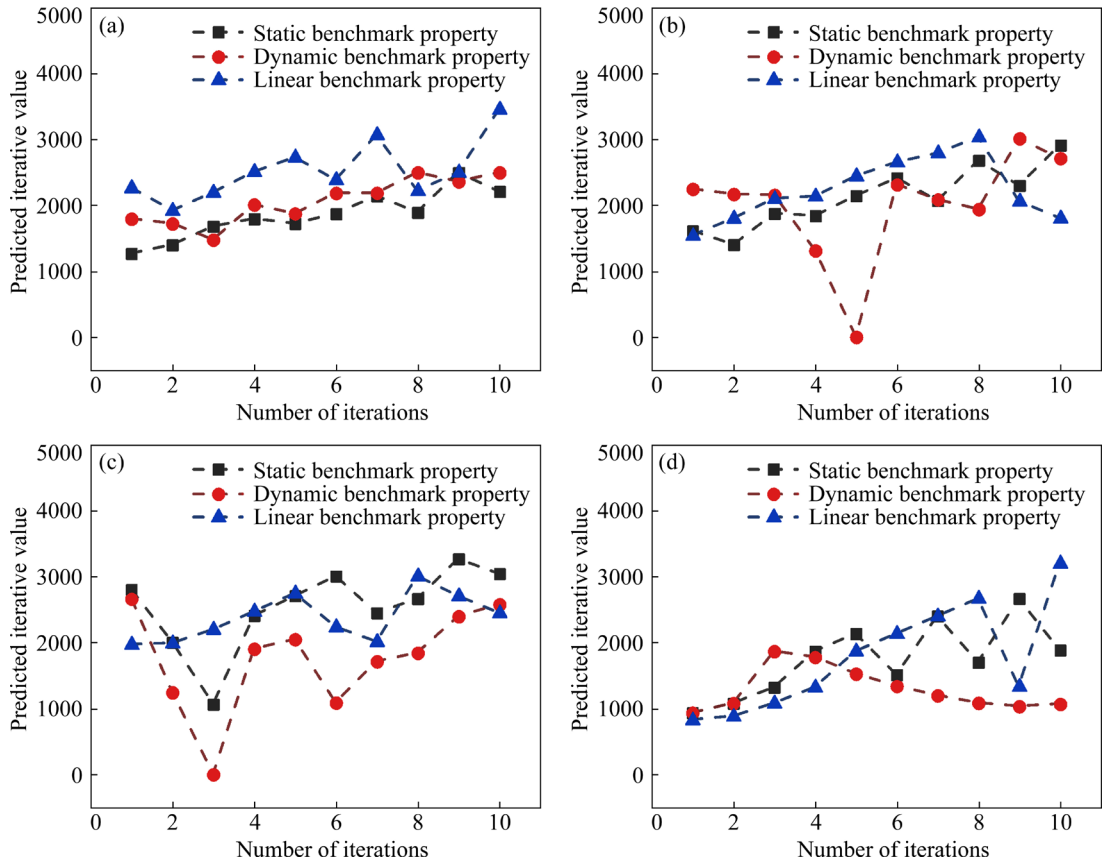 (a)
Static benchmark property
Dynamic benchmark property
Linear benchmark property
5000
4000
3000
2000
1000
0
Predicted iterative value
0 2 4 6 8 10
Number of iterations
(b)
Static benchmark property
Dynamic benchmark property
Linear benchmark property
5000
4000
3000
2000
1000
0
Predicted iterative value
0 2 4 6 8 10
Number of iterations
(c)
Static benchmark property
Dynamic benchmark property
Linear benchmark property
5000
4000
3000
2000
1000
0
Predicted iterative value
0 2 4 6 8 10
Number of iterations
(d)
Static benchmark property
Dynamic benchmark property
Linear benchmark property
5000
4000
3000
2000
1000
0
Predicted iterative value
0 2 4 6 8 10
Number of iterations